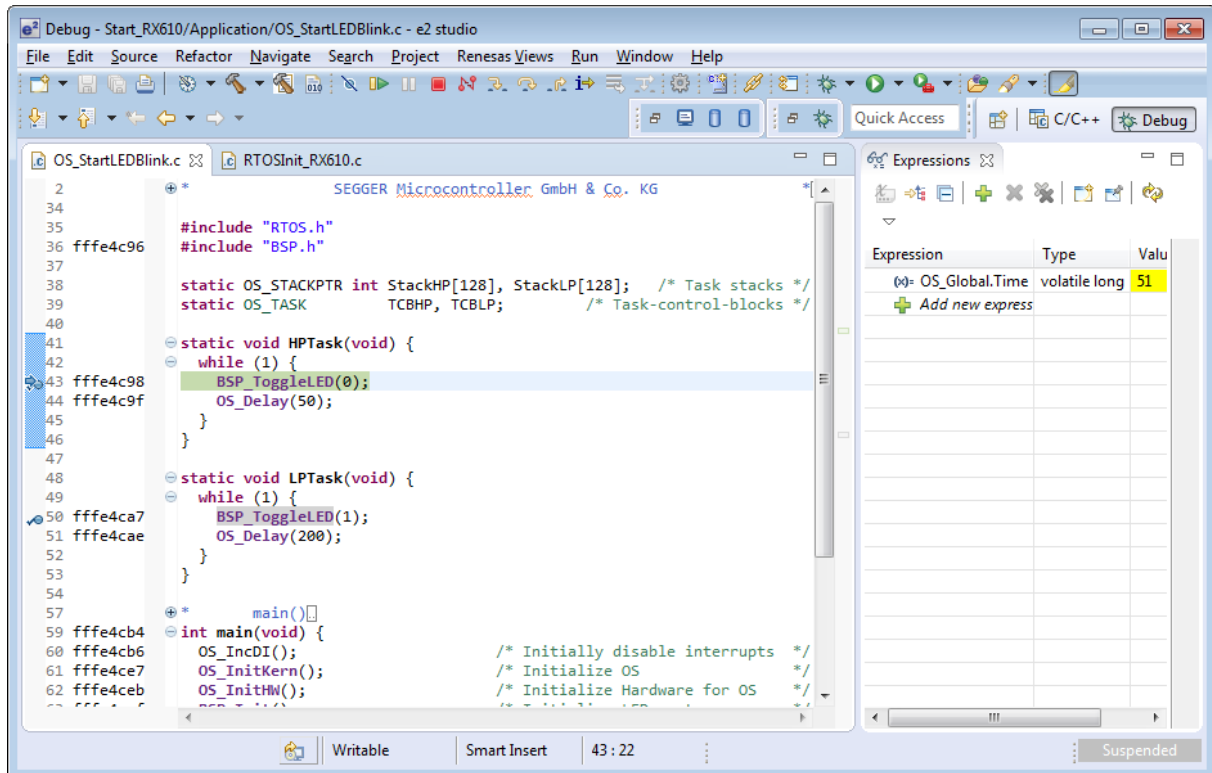 Debug - Start_RX610/Application/OS_StartLEDBlink.c - e2 studio
File Edit Source Refactor Navigate Search Project Renesas Views Run Window Help
Quick Access C/C++ Debug
OS_StartLEDBlink.c RTOSInit_RX610.c
2 * SEGGER Microcontroller GmbH & Co. KG *
34
35 #include "RTOS.h"
36 fffe4c96 #include "BSP.h"
37
38 static OS_STACKPTR int StackHP[128], StackLP[128]; /* Task stacks */
39 static OS_TASK TCBHP, TCBLP; /* Task-control-blocks */
40
41 static void HPTask(void) {
42 while (1) {
43 fffe4c98 BSP_ToggleLED(0);
44 fffe4c9f OS_Delay(50);
45 }
46 }
47
48 static void LPTask(void) {
49 while (1) {
50 fffe4ca7 BSP_ToggleLED(1);
51 fffe4cae OS_Delay(200);
52 }
53 }
54
57 * main()
59 fffe4cb4 int main(void) {
60 fffe4cb6 OS_IncDI(); /* Initially disable interrupts */
61 fffe4ce7 OS_InitKern(); /* Initialize OS */
62 fffe4ceb OS_InitHW(); /* Initialize Hardware for OS */
Expressions
Expression Type Valu
(x)= OS_Global.Time volatile long 51
Add new express
Writable Smart Insert 43 : 22 Suspended